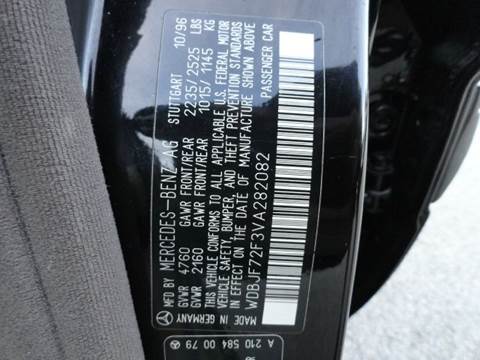 MFD BY MERCEDES-BENZ AG STUTTGART 10/96
GVWR 4760 GAWR FRONT/REAR 2235/2525 LBS
GVWR 2160 GAWR FRONT/REAR 1015/1145 KG
THIS VEHICLE CONFORMS TO ALL APPLICABLE U.S. FEDERAL MOTOR
VEHICLE SAFETY, BUMPER, AND THEFT PREVENTION STANDARDS
IN EFFECT ON THE DATE OF MANUFACTURE SHOWN ABOVE
WDBJF72F3VA282082 PASSENGER CAR
MADE IN GERMANY
A 210 584 00 79